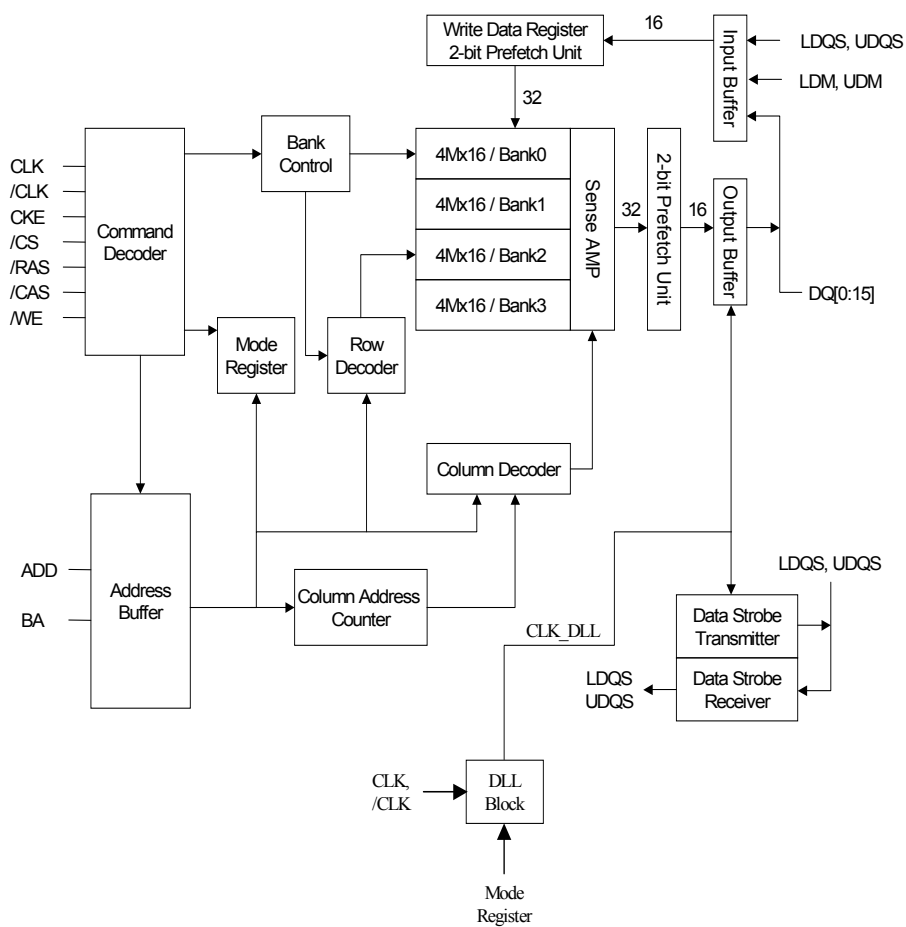 Write Data Register
2-bit Prefetch Unit
16
Input Buffer
LDQS, UDQS
LDM, UDM
32
CLK
/CLK
CKE
/CS
/RAS
/CAS
/WE
Command
Decoder
Bank
Control
4Mx16 / Bank0
4Mx16 / Bank1
4Mx16 / Bank2
4Mx16 / Bank3
Sense AMP
32
2-bit Prefetch Unit
16
Output Buffer
DQ[0:15]
Mode
Register
Row
Decoder
Column Decoder
ADD
BA
Address
Buffer
Column Address
Counter
CLK_DLL
LDQS, UDQS
Data Strobe
Transmitter
Data Strobe
Receiver
LDQS
UDQS
CLK,
/CLK
DLL
Block
Mode
Register